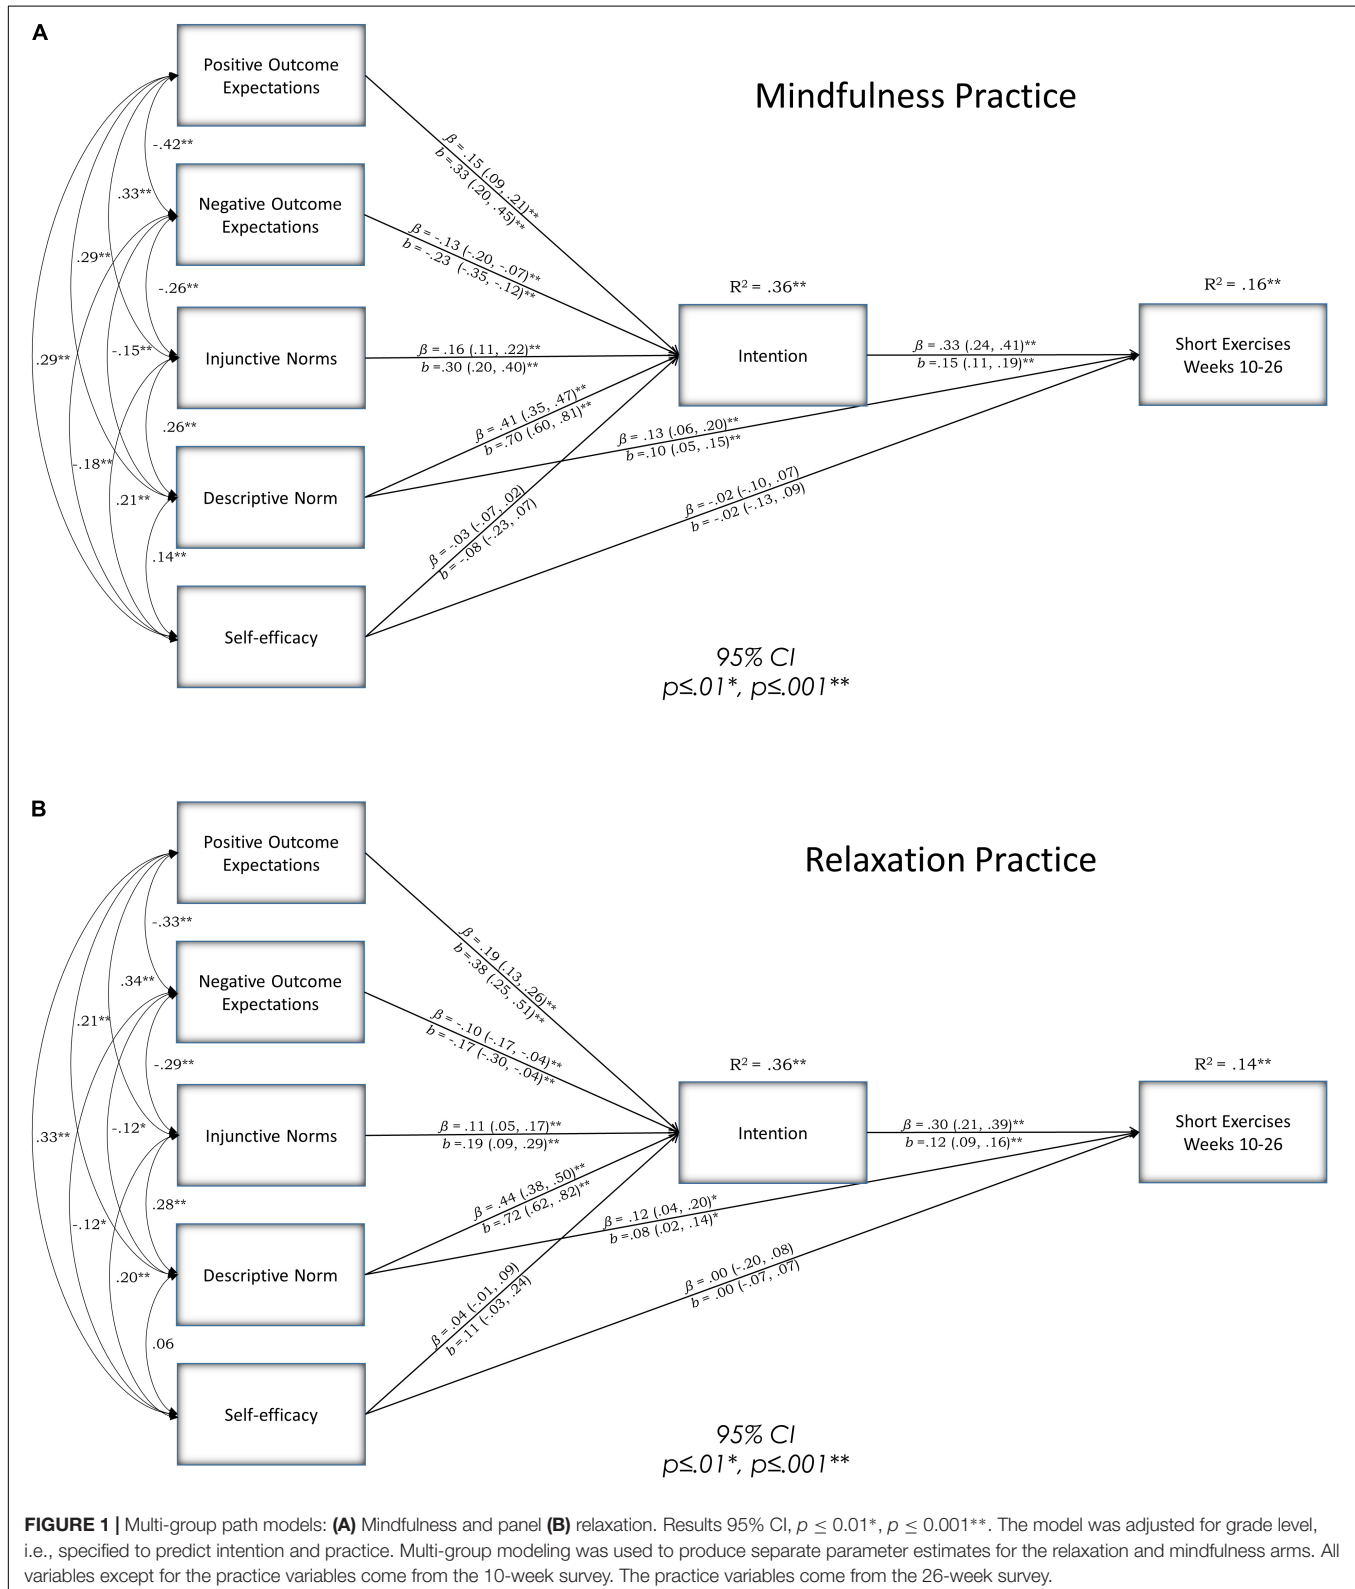 A
Mindfulness Practice
Positive Outcome
Expectations
Negative Outcome
Expectations
Injunctive Norms
Descriptive Norm
Self-efficacy
-.42**
.33**
.29**
-.26**
.29**
-.15**
.26**
-.18**
.21**
.14**
β = .15 (.09, .21)**
b =.33 (.20, .45)**
β = -.13 (-.20, -.07)**
b = -.23 (-.35, -.12)**
β = .16 (.11, .22)**
b =.30 (.20, .40)**
β = .41 (.35, .47)**
b =.70 (.60, .81)**
β = -.03 (-.07, .02)
b = -.08 (-.23, .07)
R² = .36**
Intention
β = .33 (.24, .41)**
b =.15 (.11, .19)**
β = .13 (.06, .20)**
b =.10 (.05, .15)**
β = -.02 (-.10, .07)
b = -.02 (-.13, .09)
R² = .16**
Short Exercises
Weeks 10-26
95% CI
p≤.01*, p≤.001**
B
Relaxation Practice
Positive Outcome
Expectations
Negative Outcome
Expectations
Injunctive Norms
Descriptive Norm
Self-efficacy
-.33**
.34**
.21**
-.29**
.33**
-.12*
.28**
-.12*
.20**
.06
β = .19 (.13, .26)**
b =.38 (.25, .51)**
β = -.10 (-.17, -.04)**
b = -.17 (-.30, -.04)**
β = .11 (.05, .17)**
b =.19 (.09, .29)**
β = .44 (.38, .50)**
b =.72 (.62, .82)**
β = .04 (-.01, .09)
b =.11 (-.03, .24)
R² = .36**
Intention
β = .30 (.21, .39)**
b =.12 (.09, .16)**
β = .12 (.04, .20)*
b =.08 (.02, .14)*
β = .00 (-.20, .08)
b = .00 (-.07, .07)
R² = .14**
Short Exercises
Weeks 10-26
95% CI
p≤.01*, p≤.001**
FIGURE 1 | Multi-group path models: (A) Mindfulness and panel (B) relaxation. Results 95% CI, p ≤ 0.01*, p ≤ 0.001**. The model was adjusted for grade level,
i.e., specified to predict intention and practice. Multi-group modeling was used to produce separate parameter estimates for the relaxation and mindfulness arms. All
variables except for the practice variables come from the 10-week survey. The practice variables come from the 26-week survey.